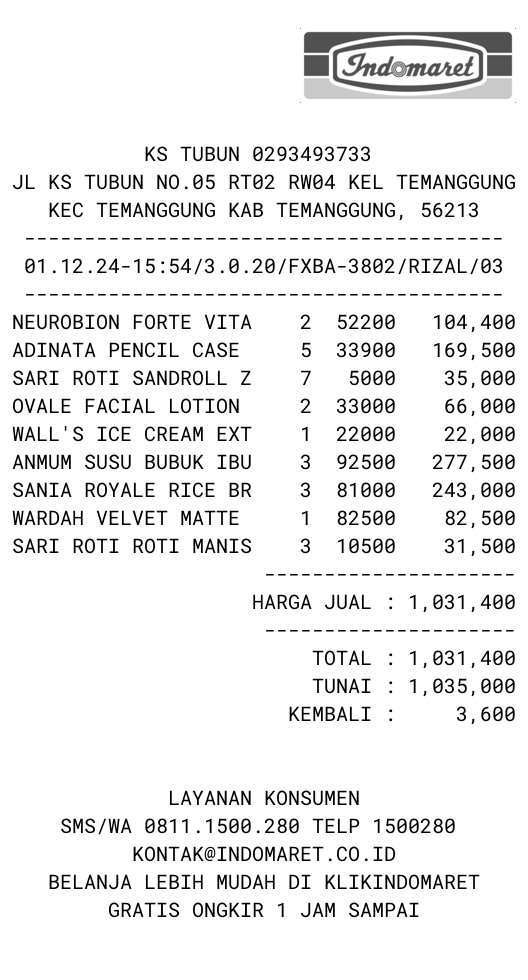 Indomaret
KS TUBUN 0293493733
JL KS TUBUN NO.05 RT02 RW04 KEL TEMANGGUNG
KEC TEMANGGUNG KAB TEMANGGUNG, 56213
----------------------------------------
01.12.24-15:54/3.0.20/FXBA-3802/RIZAL/03
----------------------------------------
NEUROBION FORTE VITA 2 52200 104,400
ADINATA PENCIL CASE 5 33900 169,500
SARI ROTI SANDROLL Z 7 5000 35,000
OVALE FACIAL LOTION 2 33000 66,000
WALL'S ICE CREAM EXT 1 22000 22,000
ANMUM SUSU BUBUK IBU 3 92500 277,500
SANIA ROYALE RICE BR 3 81000 243,000
WARDAH VELVET MATTE 1 82500 82,500
SARI ROTI ROTI MANIS 3 10500 31,500
---------------------
HARGA JUAL : 1,031,400
---------------------
TOTAL : 1,031,400
TUNAI : 1,035,000
KEMBALI : 3,600
LAYANAN KONSUMEN
SMS/WA 0811.1500.280 TELP 1500280
KONTAK@INDOMARET.CO.ID
BELANJA LEBIH MUDAH DI KLIKINDOMARET
GRATIS ONGKIR 1 JAM SAMPAI